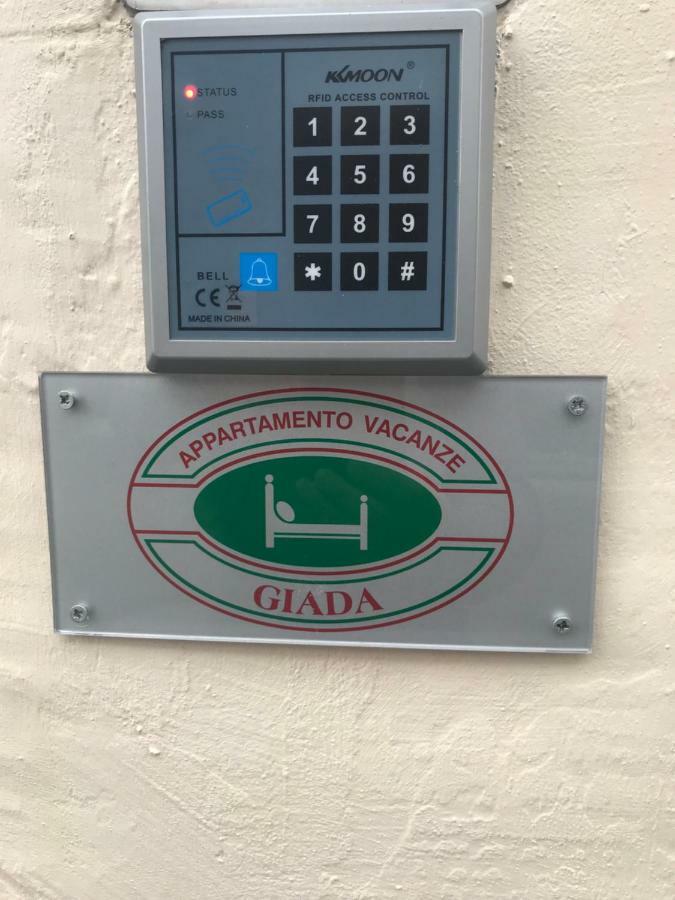 KKMOON®
RFID ACCESS CONTROL
STATUS
PASS
1 2 3
4 5 6
7 8 9
* 0 #
BELL
CE
MADE IN CHINA
APPARTAMENTO VACANZE
GIADA